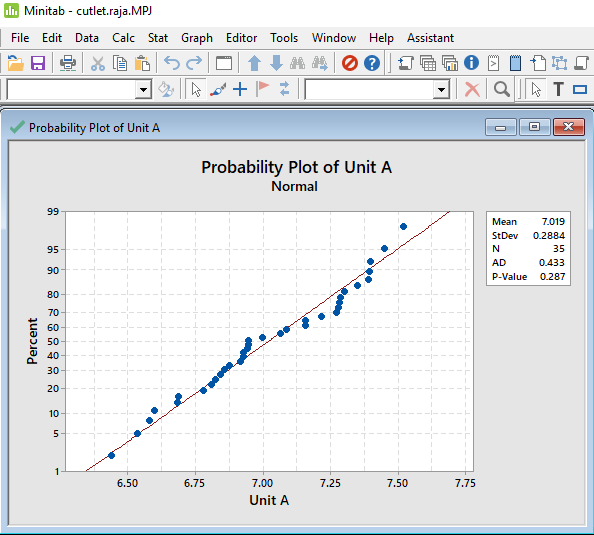 Minitab - cutlet.raja.MPJ
File Edit Data Calc Stat Graph Editor Tools Window Help Assistant
Probability Plot of Unit A
Probability Plot of Unit A
Normal
Mean 7.019
StDev 0.2884
N 35
AD 0.433
P-Value 0.287
99
95
90
80
70
60
50
40
30
20
10
5
1
Percent
6.50 6.75 7.00 7.25 7.50 7.75
Unit A